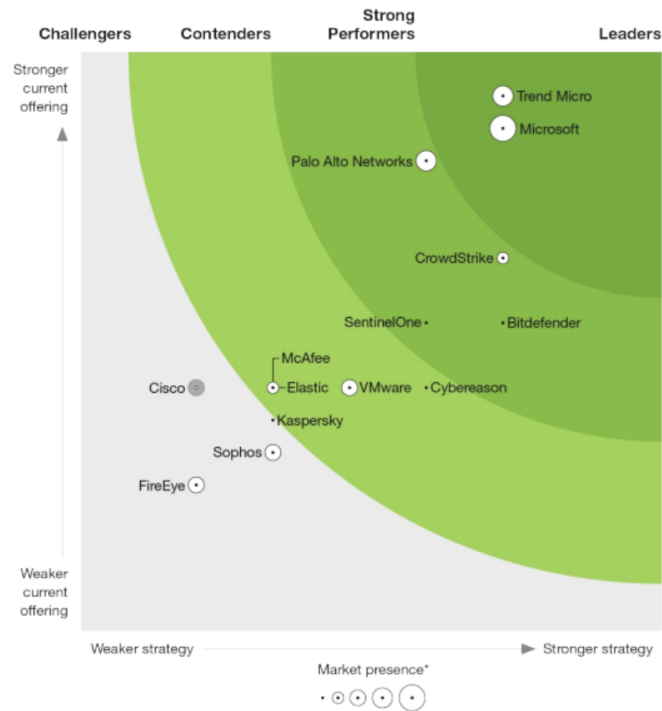 Challengers
Contenders
Strong
Performers
Leaders
Stronger
current
offering
Trend Micro
Microsoft
Palo Alto Networks
CrowdStrike
SentinelOne
Bitdefender
McAfee
Cisco
Elastic
VMware
Cybereason
Kaspersky
Sophos
FireEye
Weaker
current
offering
Weaker strategy
Stronger strategy
Market presence*